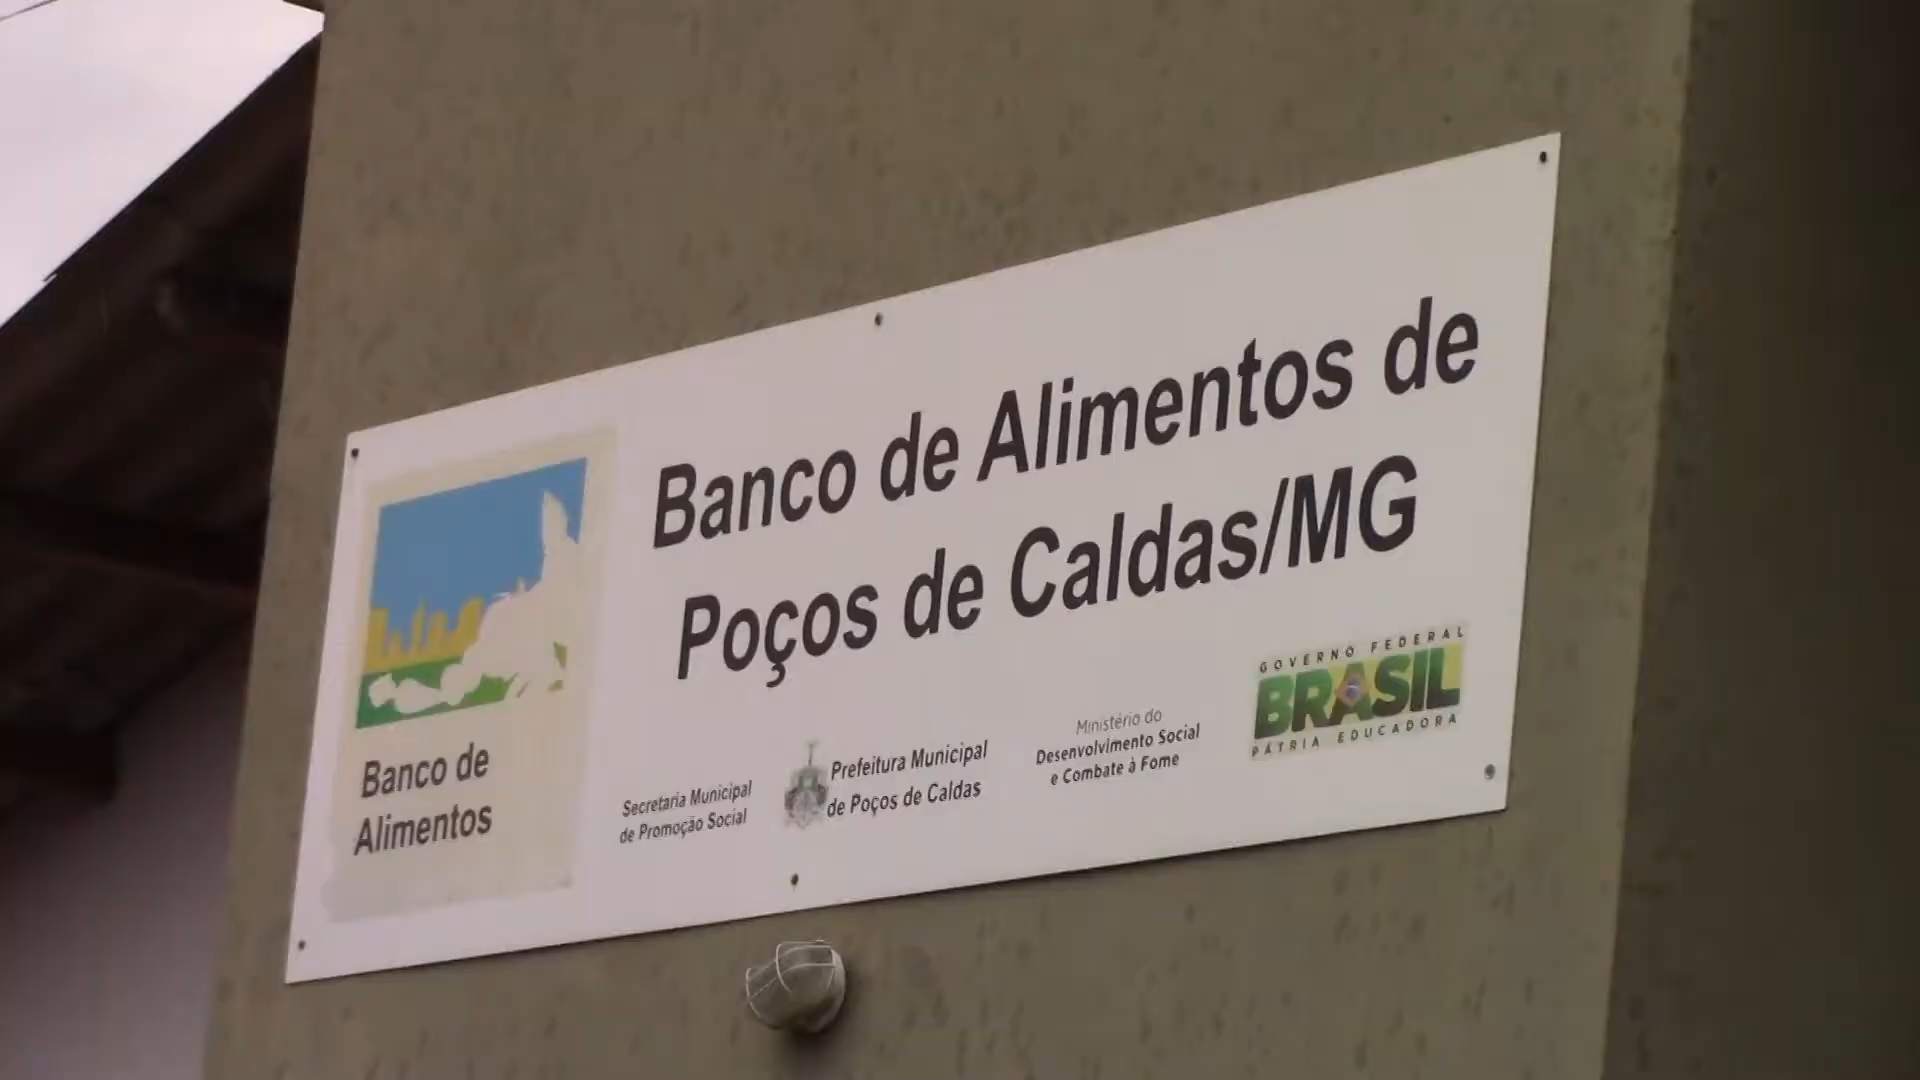 Banco de Alimentos de
Poços de Caldas/MG
Banco de
Alimentos
Secretaria Municipal
de Promoção Social
Prefeitura Municipal
de Poços de Caldas
Ministério do
Desenvolvimento Social
e Combate à Fome
GOVERNO FEDERAL
BRASIL
PÁTRIA EDUCADORA